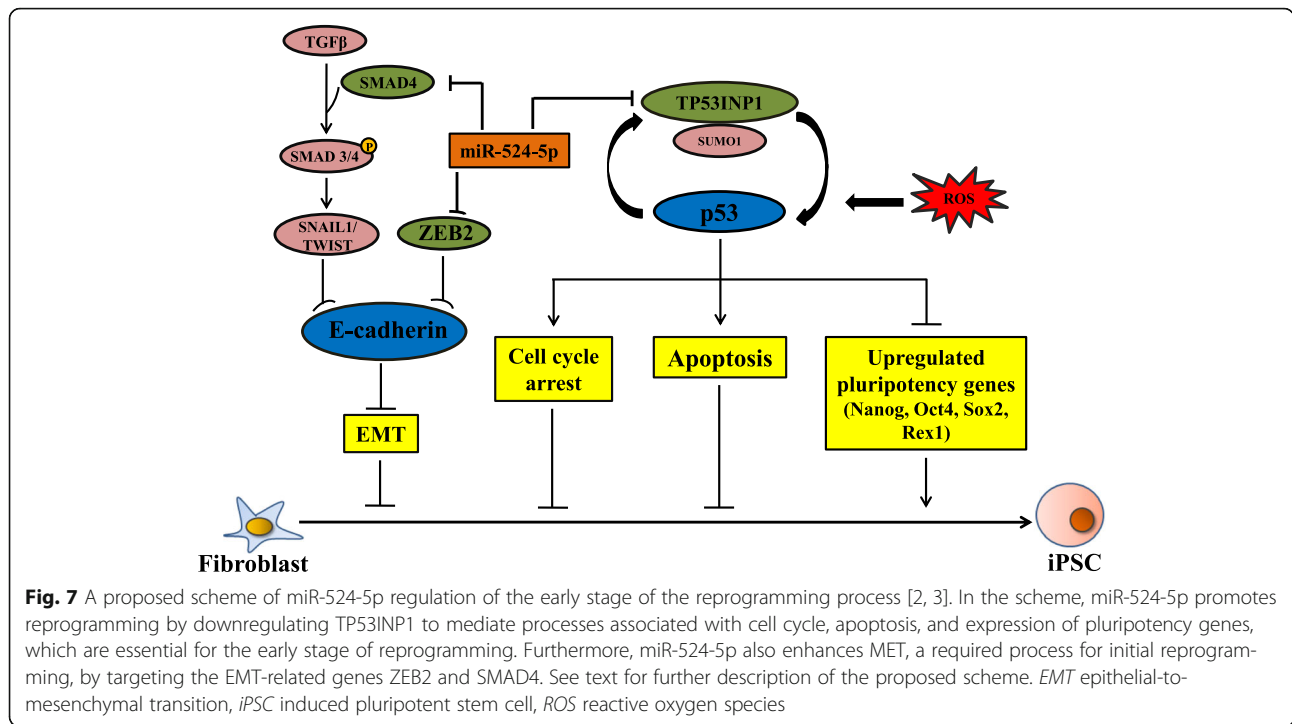 TGFβ
SMAD4
SMAD 3/4
P
SNAIL1/
TWIST
miR-524-5p
ZEB2
E-cadherin
EMT
TP53INP1
SUMO1
p53
ROS
Cell cycle
arrest
Apoptosis
Upregulated
pluripotency genes
(Nanog, Oct4, Sox2,
Rex1)
Fibroblast
iPSC
Fig. 7 A proposed scheme of miR-524-5p regulation of the early stage of the reprogramming process [2, 3]. In the scheme, miR-524-5p promotes
reprogramming by downregulating TP53INP1 to mediate processes associated with cell cycle, apoptosis, and expression of pluripotency genes,
which are essential for the early stage of reprogramming. Furthermore, miR-524-5p also enhances MET, a required process for initial reprogram-
ming, by targeting the EMT-related genes ZEB2 and SMAD4. See text for further description of the proposed scheme. EMT epithelial-to-
mesenchymal transition, iPSC induced pluripotent stem cell, ROS reactive oxygen species